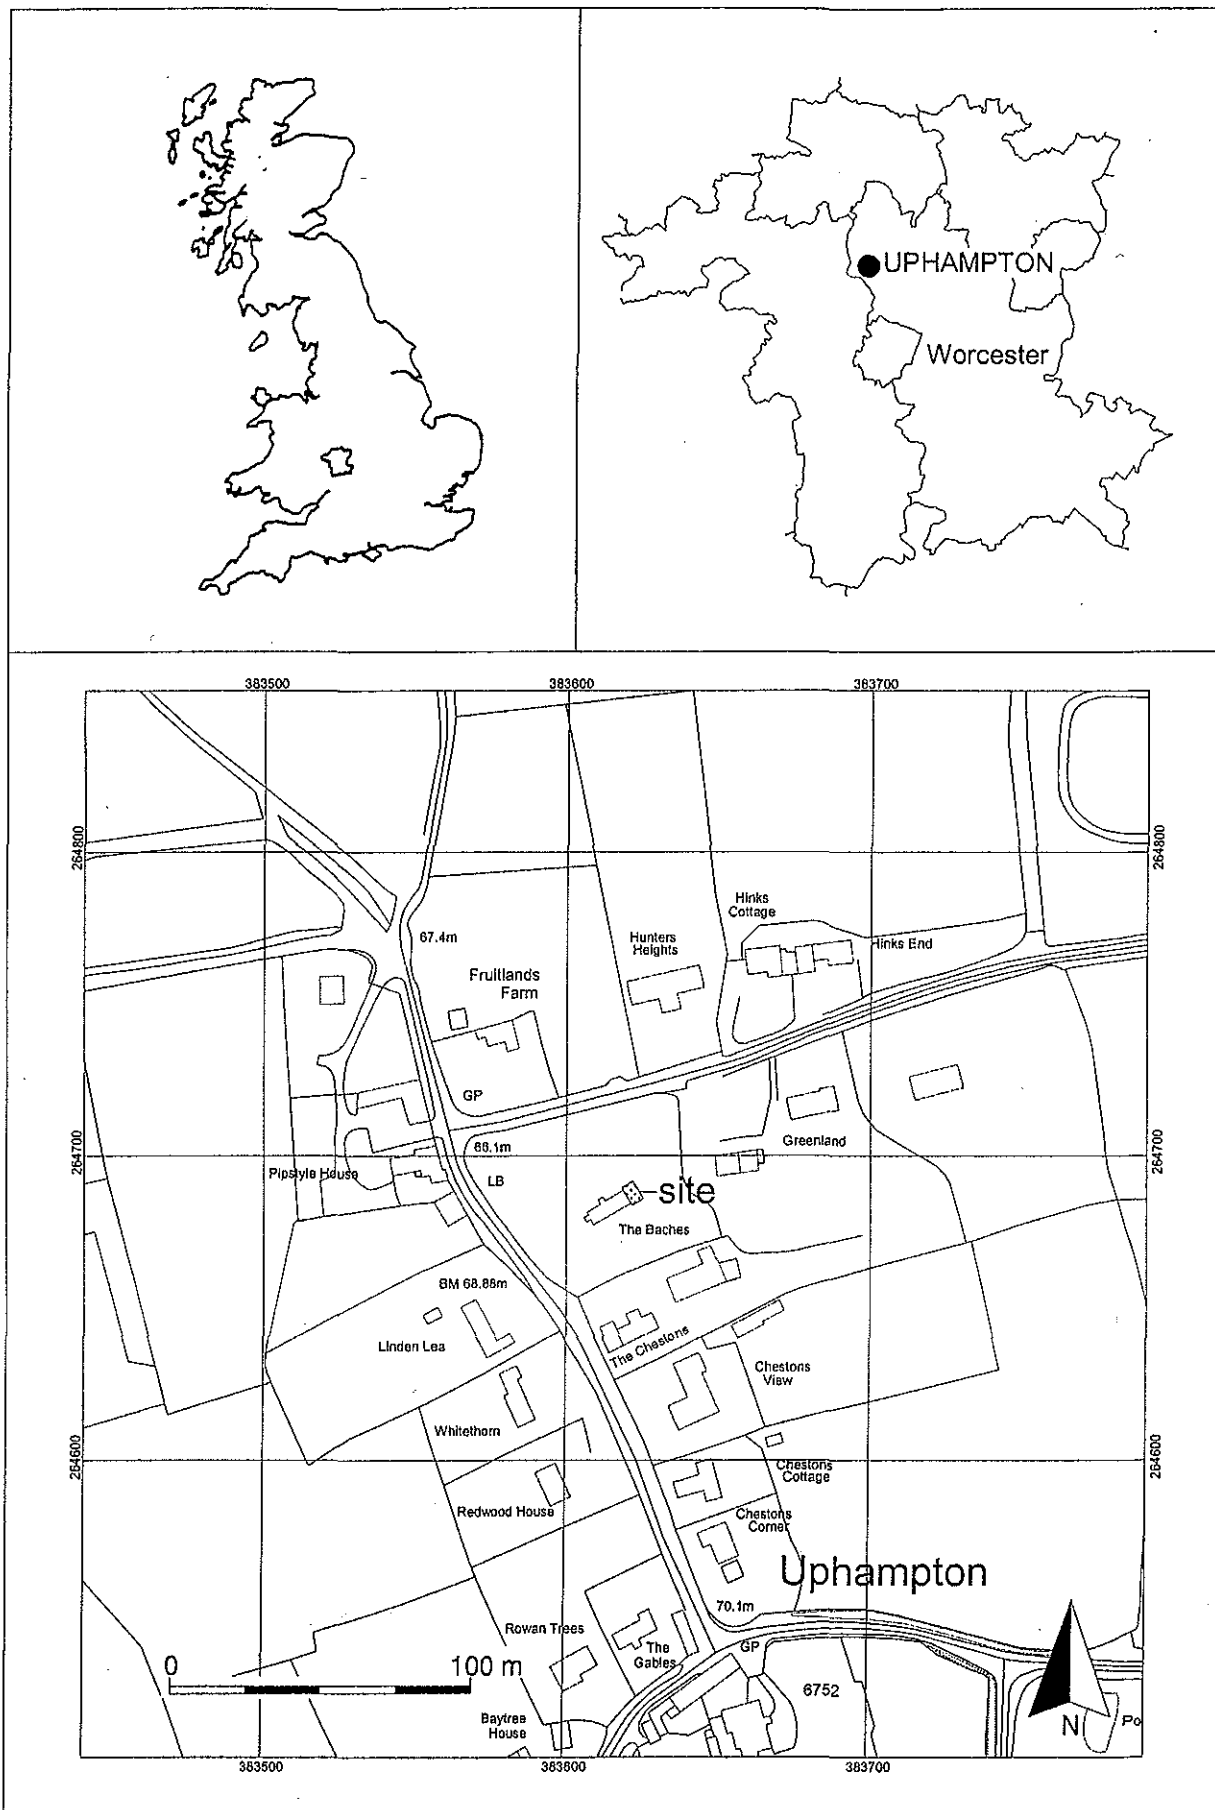 UPHAMPTON
Worcester
383500
383600
383700
264800
264800
Hinks
Cottage
67.4m
Hunters
Heights
Hinks End
Fruitlands
Farm
GP
66.1m
Greenland
264700
264700
Pipstyle House
LB
site
The Baches
BM 68.88m
Linden Lea
The Chestons
Chestons
View
Whitethorn
264600
264600
Chestons
Cottage
Redwood House
Chestons
Corner
Uphampton
70.1m
Rowan Trees
The
Gables
GP
0
100 m
6752
N
Po
Baytree
House
383500
383600
383700